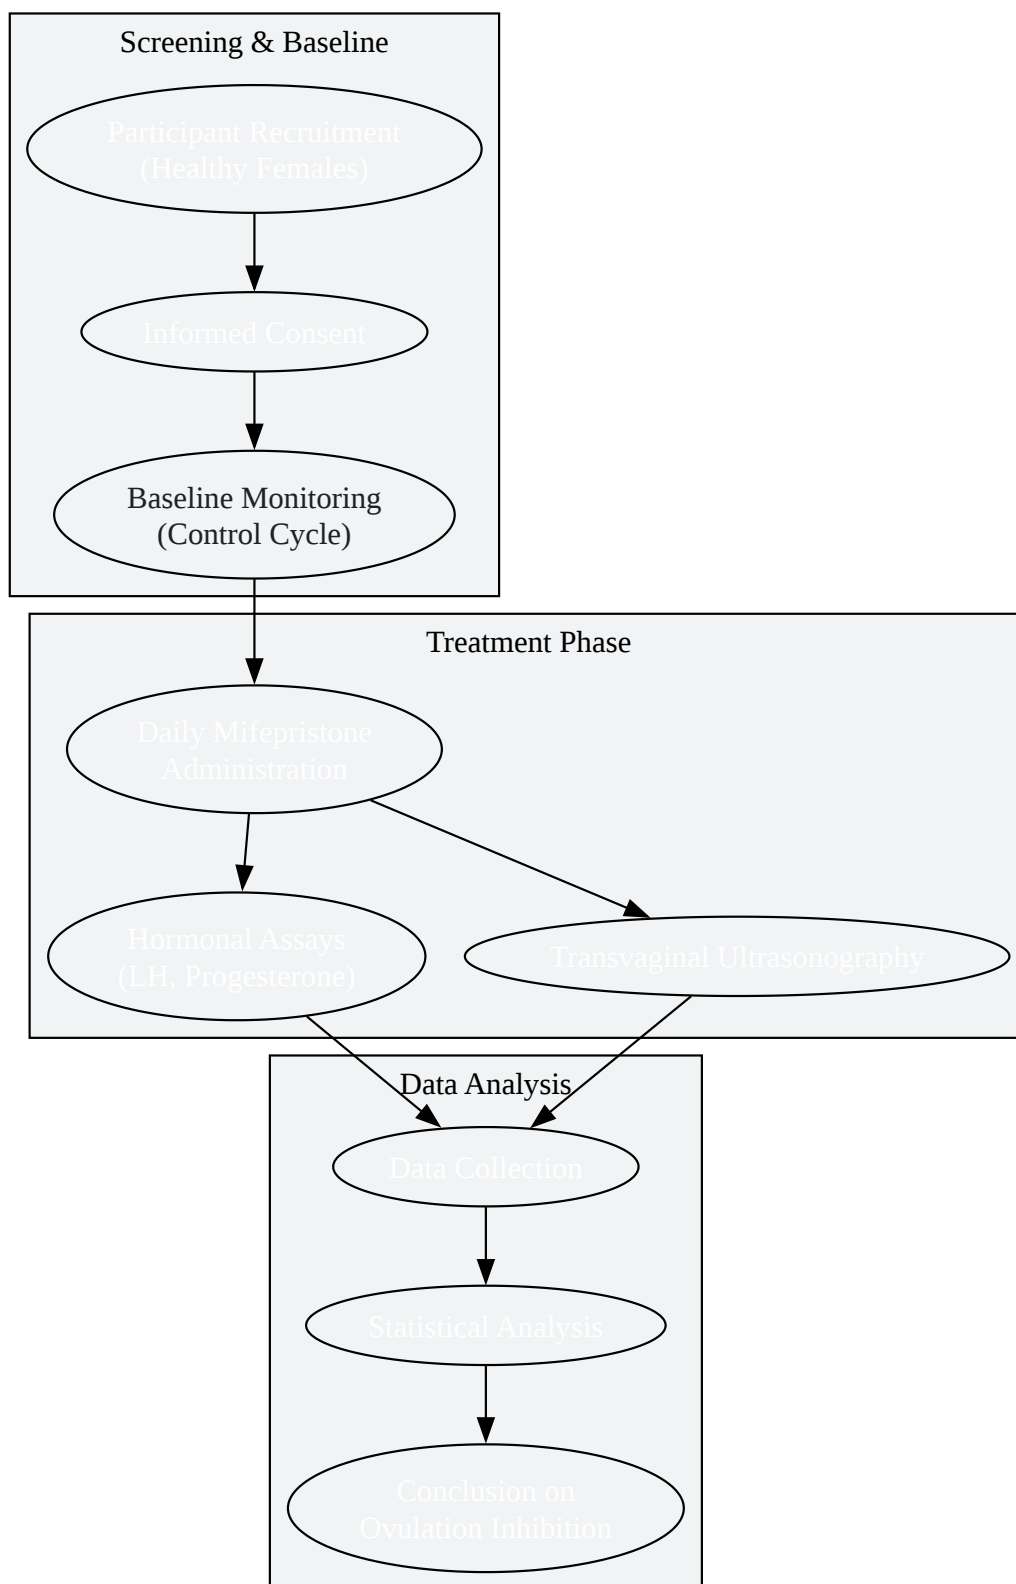 Screening & Baseline
Participant Recruitment
(Healthy Females)
Informed Consent
Baseline Monitoring
(Control Cycle)
Treatment Phase
Daily Mifepristone
Administration
Hormonal Assays
(LH, Progesterone)
Transvaginal Ultrasonography
Data Analysis
Data Collection
Statistical Analysis
Conclusion on
Ovulation Inhibition